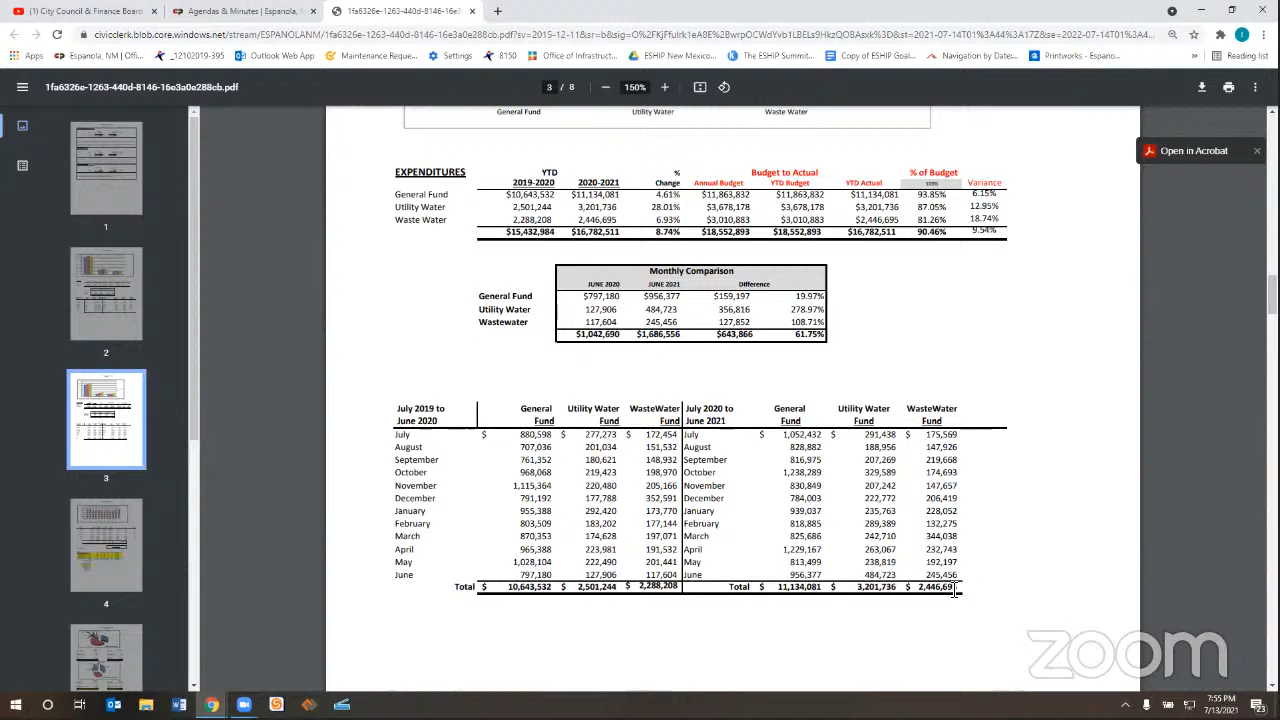 (1) City Council & Finance Board
Agendas & Minutes | Espanola, N
1fa6326e-1263-440d-8146-16e3
civicclerk.blob.core.windows.net/stream/ESPOLANM/
Apps
Espanola, NM | Offi...
_12102019-305
Outlook Web App
Maintenance Reque...
Settings
8150
Office of Infrastruct...
ESHIP New Mexico...
The ESHIP Summit...
Copy of ESHIP Goal...
Navigation by Date...
Printworks - Espano...
Reading list
1fa6326e-1263-440d-8146-16e3a0e288cb.pdf
3 / 8
150%
Open in Acrobat
General Fund Utility Water Waste Water
EXPENDITURES YTD % Budget to Actual % of Budget
2019-2020 2020-2021 Change Annual Budget YTD Budget YTD Actual 100% Variance
General Fund $10,643,532 $11,134,081 4.61% $11,863,832 $11,863,832 $11,134,081 93.85% 6.15%
Utility Water 2,501,244 3,201,736 28.01% $3,678,178 $3,678,178 $3,201,736 87.05% 12.95%
Waste Water 2,288,208 2,446,695 6.93% $3,010,883 $3,010,883 $2,446,695 81.26% 18.74%
$15,432,984 $16,782,511 8.74% $18,552,893 $18,552,893 $16,782,511 90.46% 9.54%
Monthly Comparison
JUNE 2020 JUNE 2021 Difference
General Fund $797,180 $956,377 $159,197 19.97%
Utility Water 127,906 484,723 356,816 278.97%
Wastewater 117,604 245,456 127,852 108.71%
$1,042,690 $1,686,556 $643,866 61.75%
July 2019 to General Utility Water WasteWater July 2020 to General Utility Water WasteWater
June 2020 Fund Fund Fund June 2021 Fund Fund Fund
July $ 880,598 $ 277,273 $ 172,454 July $ 1,052,432 $ 291,438 $ 175,569
August 707,036 201,034 151,532 August 828,882 188,956 147,926
September 761,352 180,621 148,932 September 816,975 207,269 219,668
October 968,068 219,423 198,970 October 1,238,289 329,589 174,693
November 1,115,364 220,480 205,166 November 830,849 207,242 147,657
December 791,192 177,788 352,591 December 784,003 222,772 206,419
January 955,388 292,420 173,770 January 939,037 235,763 228,052
February 803,509 183,202 177,144 February 818,885 289,389 132,275
March 870,353 174,628 197,071 March 825,686 242,710 344,038
April 965,388 223,981 191,532 April 1,229,167 263,067 232,743
May 1,028,104 222,490 201,441 May 813,499 238,819 192,197
June 797,180 127,906 117,604 June 956,377 484,723 245,456
Total $ 10,643,532 $ 2,501,244 $ 2,288,208 Total $ 11,134,081 $ 3,201,736 $ 2,446,69
1
2
3
4
zoom
7:55 PM
7/13/2021
23